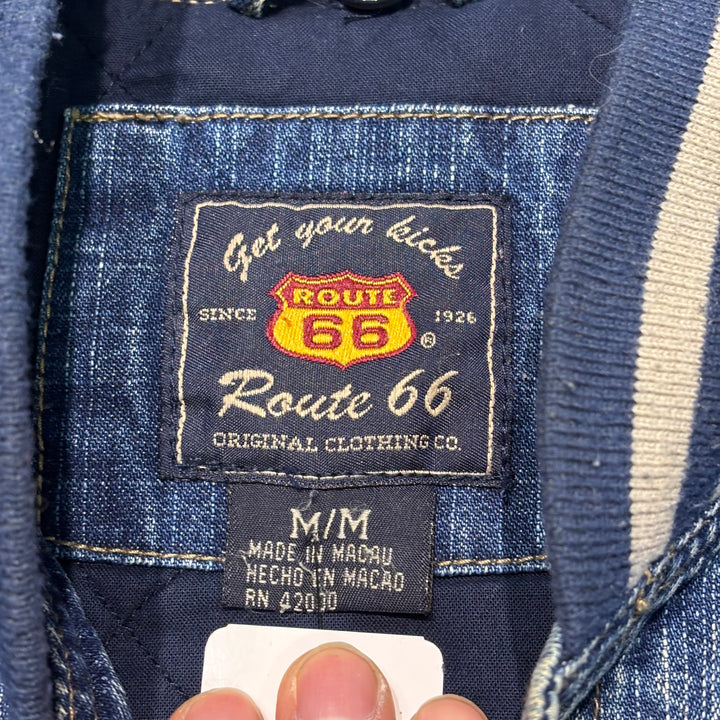 Get your kicks
ROUTE
SINCE 66 1926
®
Route 66
ORIGINAL CLOTHING CO.
M/M
MADE IN MACAU
HECHO EN MACAO
RN 42000